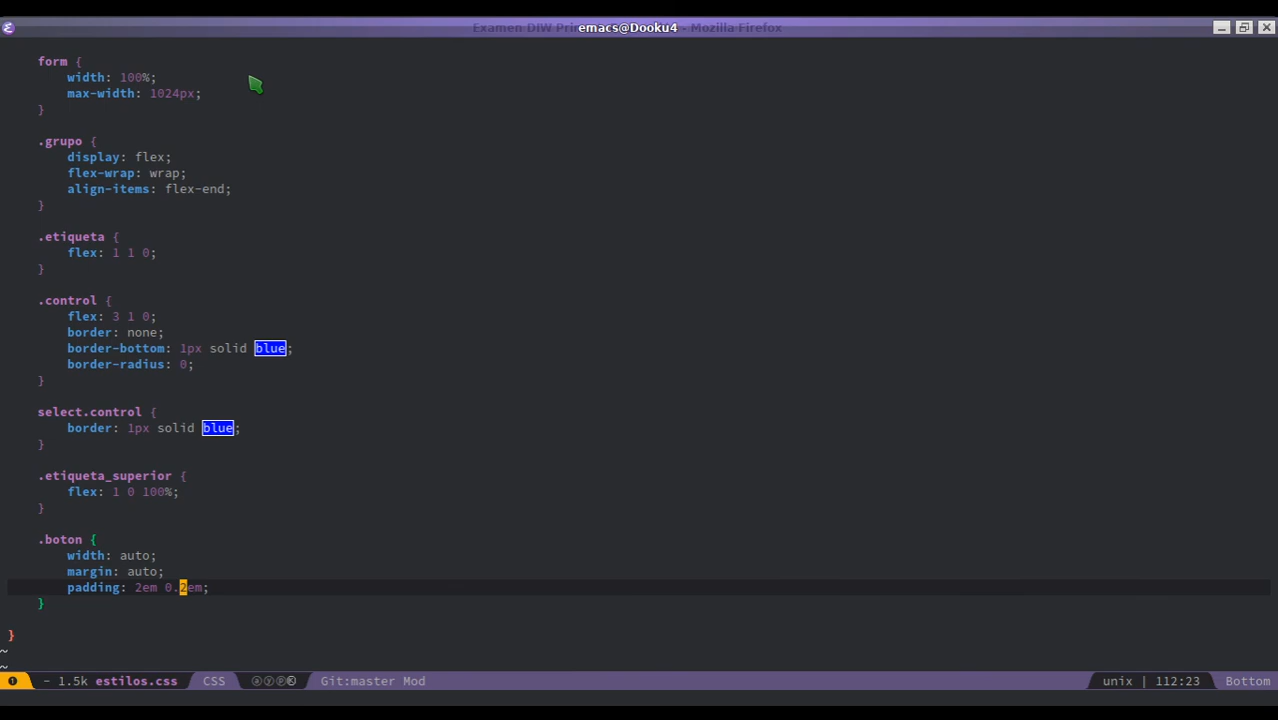 Examen DIW Pri emacs@Dooku4 - Mozilla Firefox
form {
width: 100%;
max-width: 1024px;
}
.grupo {
display: flex;
flex-wrap: wrap;
align-items: flex-end;
}
.etiqueta {
flex: 1 1 0;
}
.control {
flex: 3 1 0;
border: none;
border-bottom: 1px solid blue;
border-radius: 0;
}
select.control {
border: 1px solid blue;
}
.etiqueta_superior {
flex: 1 0 100%;
}
.boton {
width: auto;
margin: auto;
padding: 2em 0.2em;
}
}
~
~
- 1.5k estilos.css CSS ⓐⓨⓟⓀ Git:master Mod unix | 112:23 Bottom